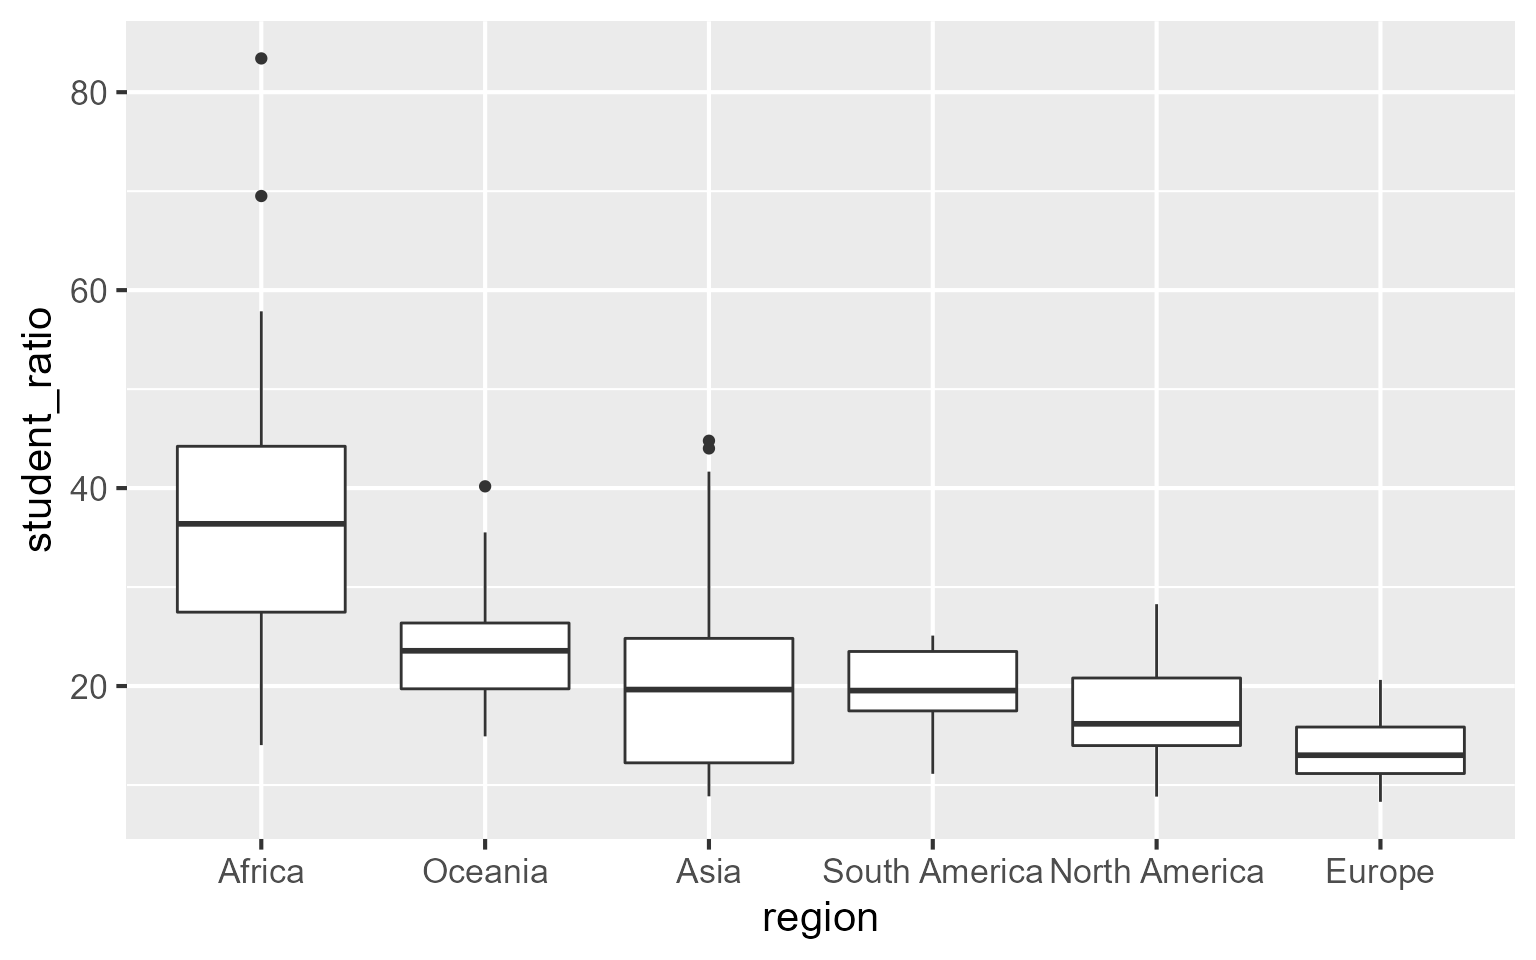 student_ratio
80
60
40
20
Africa
Oceania
Asia
South America
North America
Europe
region